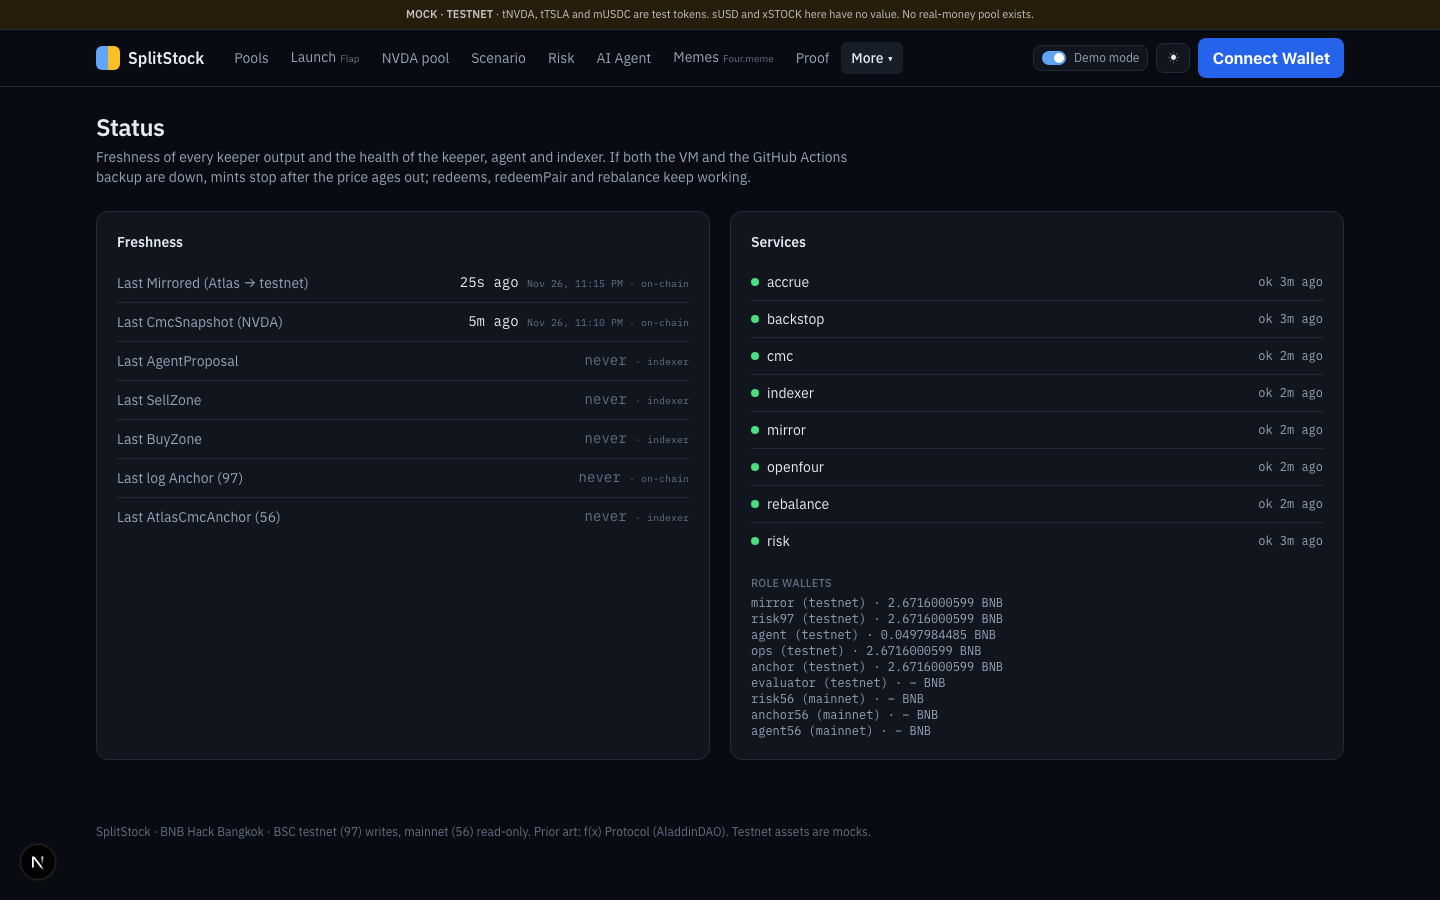 MOCK · TESTNET · tNVDA, tTSLA and mUSDC are test tokens. sUSD and xSTOCK here have no value. No real-money pool exists.
SplitStock
Pools
Launch Flap
NVDA pool
Scenario
Risk
AI Agent
Memes Four.meme
Proof
More ▾
Demo mode
Connect Wallet
Status
Freshness of every keeper output and the health of the keeper, agent and indexer. If both the VM and the GitHub Actions
backup are down, mints stop after the price ages out; redeems, redeemPair and rebalance keep working.
Freshness
Last Mirrored (Atlas → testnet) 25s ago Nov 26, 11:15 PM · on-chain
Last CmcSnapshot (NVDA) 5m ago Nov 26, 11:10 PM · on-chain
Last AgentProposal never · indexer
Last SellZone never · indexer
Last BuyZone never · indexer
Last log Anchor (97) never · on-chain
Last AtlasCmcAnchor (56) never · indexer
Services
accrue ok 3m ago
backstop ok 3m ago
cmc ok 2m ago
indexer ok 2m ago
mirror ok 2m ago
openfour ok 2m ago
rebalance ok 2m ago
risk ok 3m ago
ROLE WALLETS
mirror (testnet) · 2.6716000599 BNB
risk97 (testnet) · 2.6716000599 BNB
agent (testnet) · 0.0497984485 BNB
ops (testnet) · 2.6716000599 BNB
anchor (testnet) · 2.6716000599 BNB
evaluator (testnet) · – BNB
risk56 (mainnet) · – BNB
anchor56 (mainnet) · – BNB
agent56 (mainnet) · – BNB
SplitStock · BNB Hack Bangkok · BSC testnet (97) writes, mainnet (56) read-only. Prior art: f(x) Protocol (AladdinDAO). Testnet assets are mocks.
N